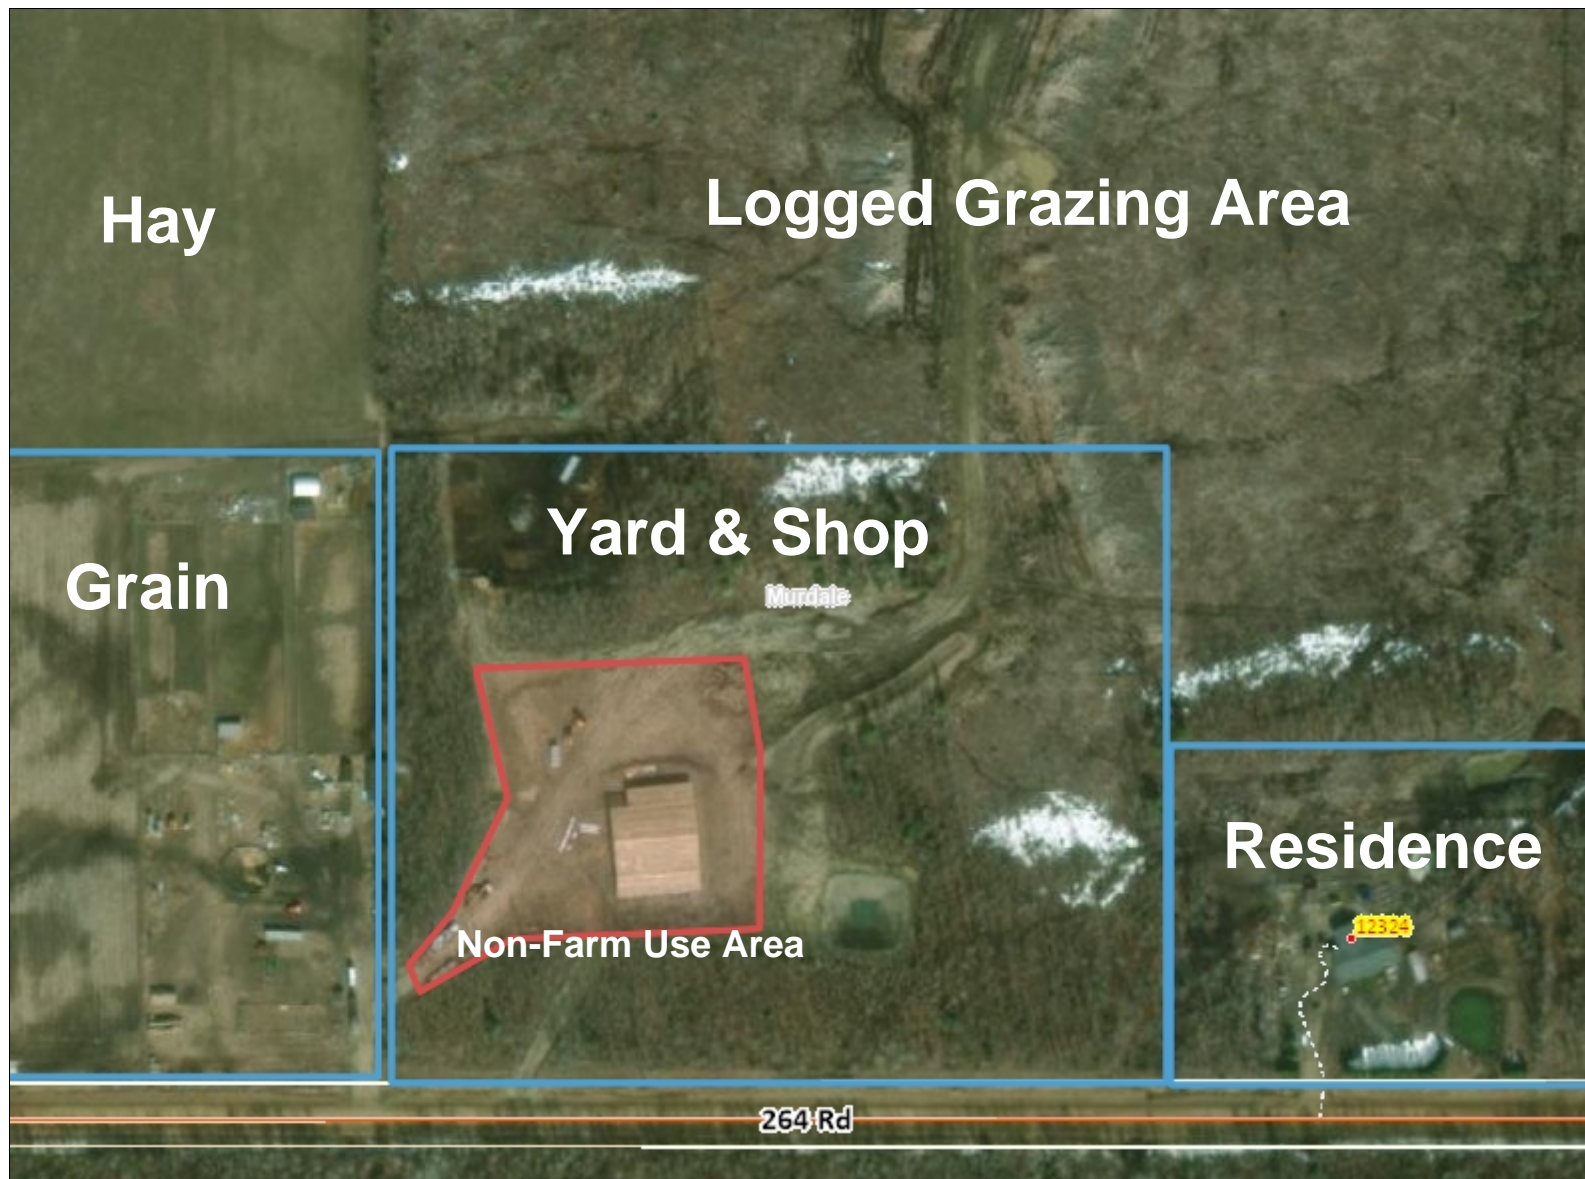 Logged Grazing Area
Hay
Yard & Shop
Grain
Murdale
Residence
12324
Non-Farm Use Area
264 Rd